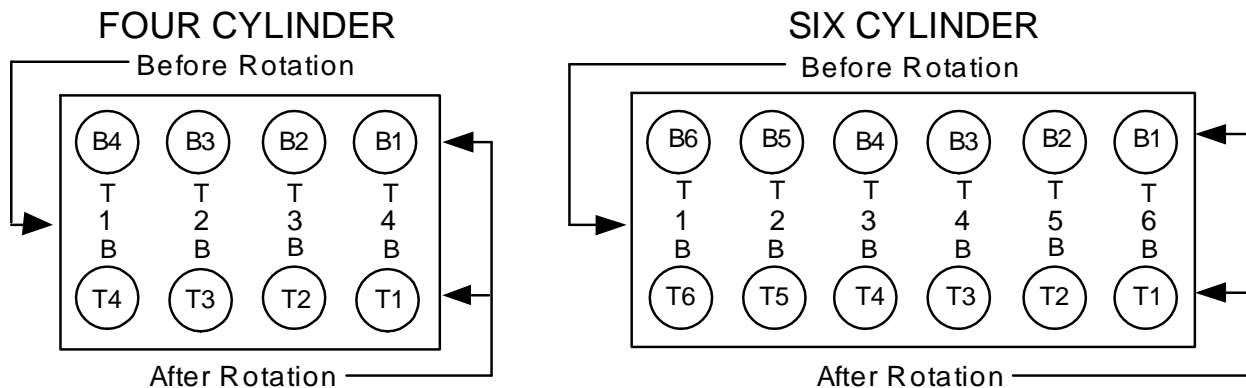 FOUR CYLINDER
Before Rotation
B4 B3 B2 B1
T T T T
1 2 3 4
B B B B
T4 T3 T2 T1
After Rotation
SIX CYLINDER
Before Rotation
B6 B5 B4 B3 B2 B1
T T T T T T
1 2 3 4 5 6
B B B B B B
T6 T5 T4 T3 T2 T1
After Rotation